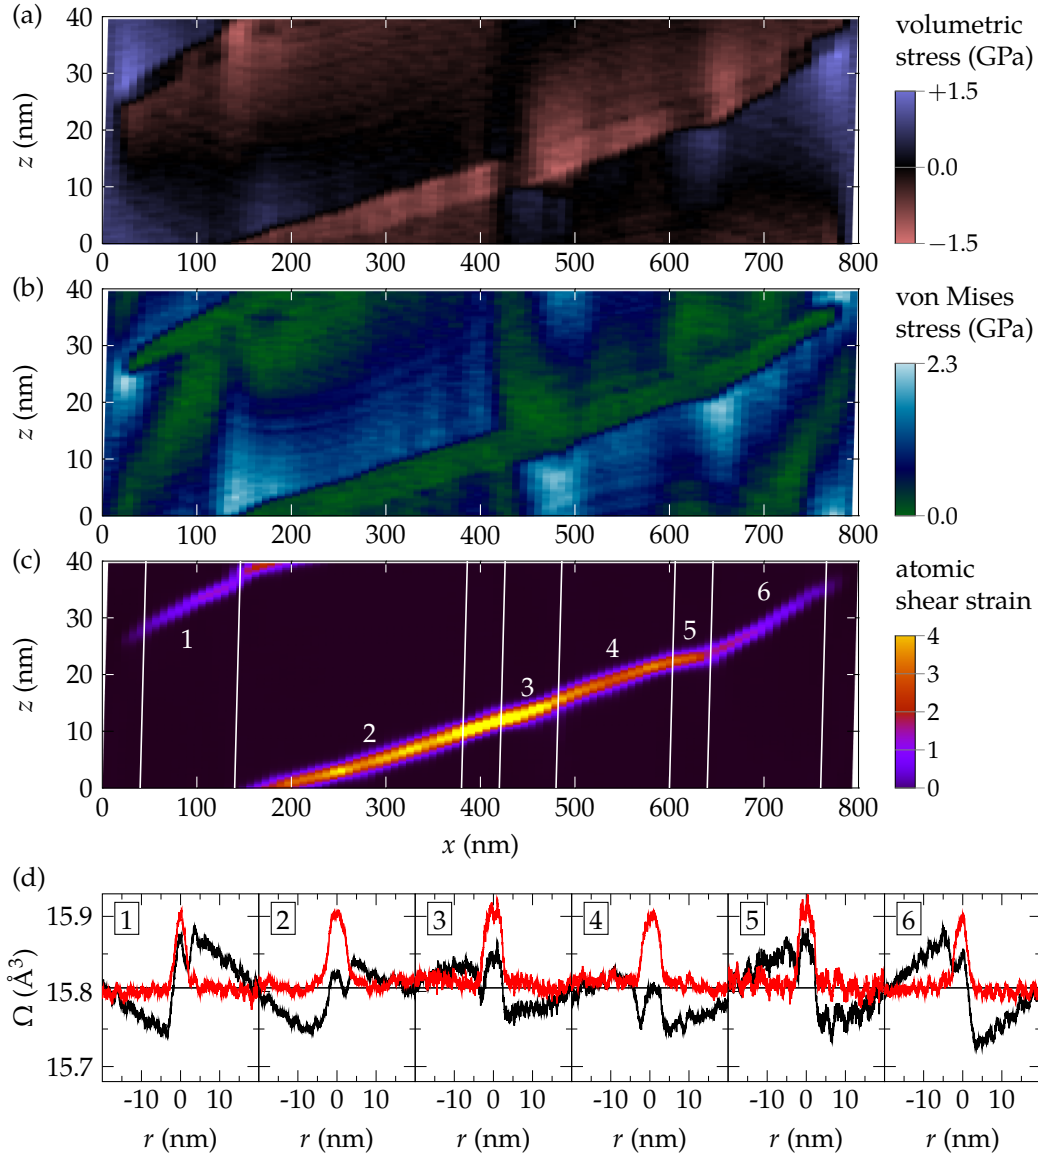 (a)
40
30
20
10
0
z (nm)
0 100 200 300 400 500 600 700 800
volumetric
stress (GPa)
+1.5
0.0
−1.5
(b)
40
30
20
10
0
z (nm)
0 100 200 300 400 500 600 700 800
von Mises
stress (GPa)
2.3
0.0
(c)
40
30
20
10
0
z (nm)
1 2 3 4 5 6
0 100 200 300 400 500 600 700 800
x (nm)
atomic
shear strain
4
3
2
1
0
(d)
1 2 3 4 5 6
15.9
15.8
15.7
Ω (Å³)
-10 0 10 -10 0 10 -10 0 10 -10 0 10 -10 0 10 -10 0 10
r (nm) r (nm) r (nm) r (nm) r (nm) r (nm)